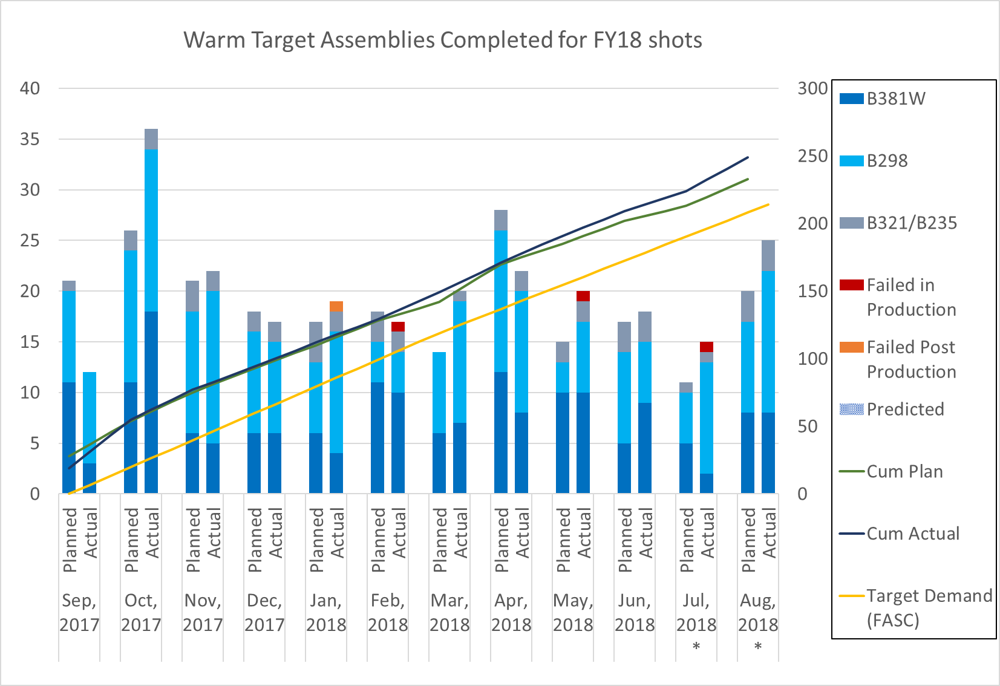 Warm Target Assemblies Completed for FY18 shots
40
35
30
25
20
15
10
5
0
300
250
200
150
100
50
0
B381W
B298
B321/B235
Failed in
Production
Failed Post
Production
Predicted
Cum Plan
Cum Actual
Target Demand
(FASC)
Planned
Actual
Planned
Actual
Planned
Actual
Planned
Actual
Planned
Actual
Planned
Actual
Planned
Actual
Planned
Actual
Planned
Actual
Planned
Actual
Planned
Actual
Planned
Actual
Sep,
2017
Oct,
2017
Nov,
2017
Dec,
2017
Jan,
2018
Feb,
2018
Mar,
2018
Apr,
2018
May,
2018
Jun,
2018
Jul,
2018
*
Aug,
2018
*